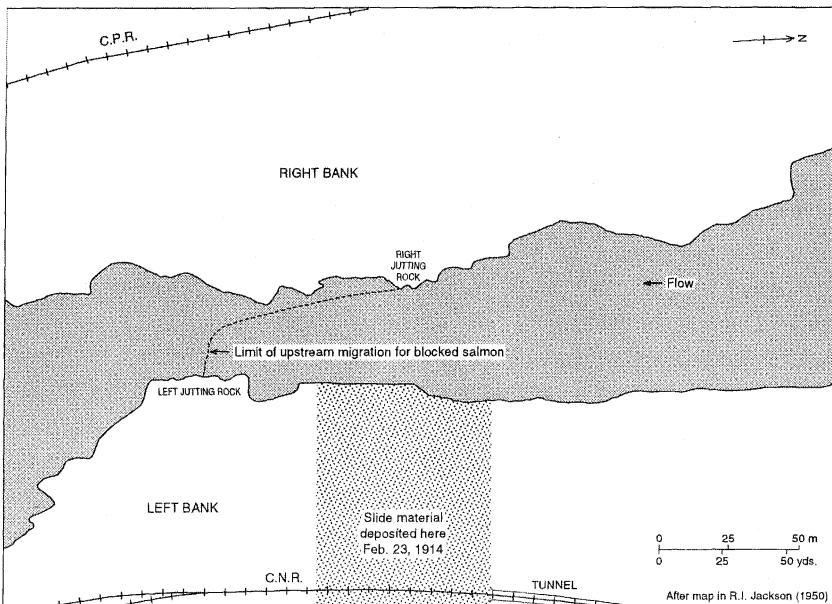 C.P.R.
N
RIGHT BANK
RIGHT
JUTTING
ROCK
Flow
Limit of upstream migration for blocked salmon
LEFT JUTTING ROCK
LEFT BANK
Slide material
deposited here
Feb. 23, 1914
0 25 50 m
0 25 50 yds.
C.N.R.
TUNNEL
After map in R.I. Jackson (1950)